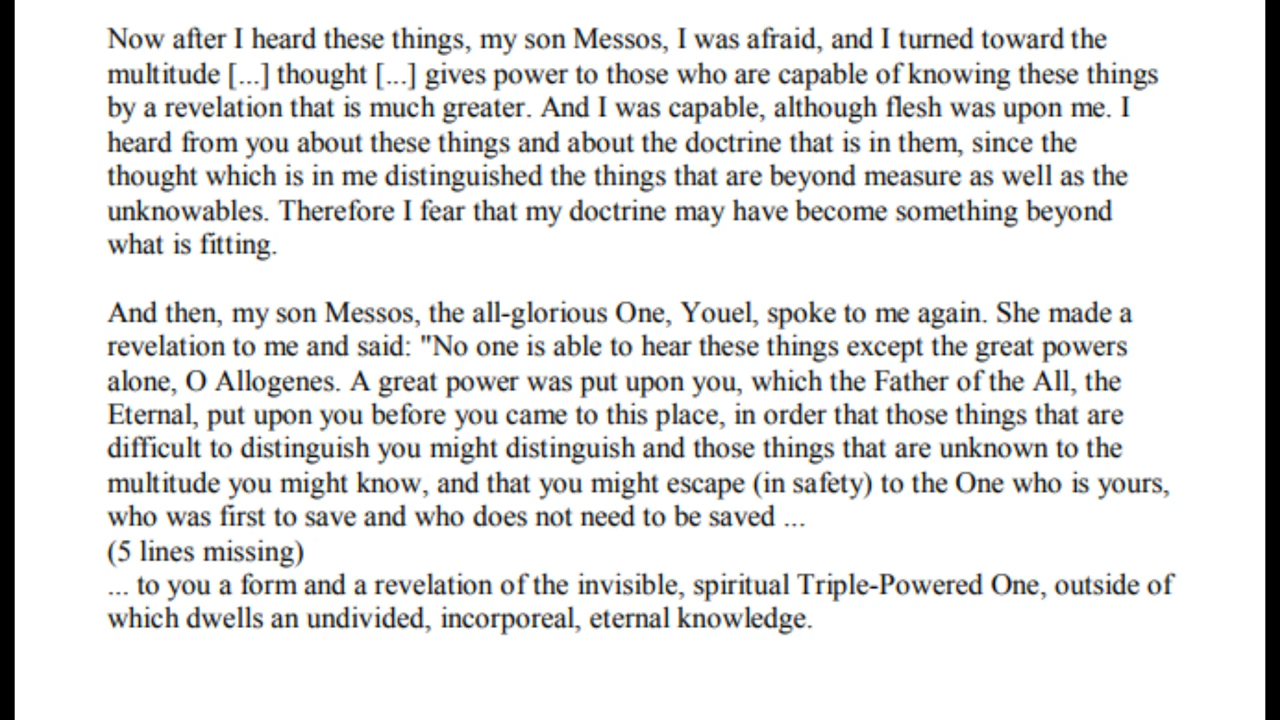 Now after I heard these things, my son Messos, I was afraid, and I turned toward the
multitude [...] thought [...] gives power to those who are capable of knowing these things
by a revelation that is much greater. And I was capable, although flesh was upon me. I
heard from you about these things and about the doctrine that is in them, since the
thought which is in me distinguished the things that are beyond measure as well as the
unknowables. Therefore I fear that my doctrine may have become something beyond
what is fitting.
And then, my son Messos, the all-glorious One, Youel, spoke to me again. She made a
revelation to me and said: "No one is able to hear these things except the great powers
alone, O Allogenes. A great power was put upon you, which the Father of the All, the
Eternal, put upon you before you came to this place, in order that those things that are
difficult to distinguish you might distinguish and those things that are unknown to the
multitude you might know, and that you might escape (in safety) to the One who is yours,
who was first to save and who does not need to be saved ...
(5 lines missing)
... to you a form and a revelation of the invisible, spiritual Triple-Powered One, outside of
which dwells an undivided, incorporeal, eternal knowledge.